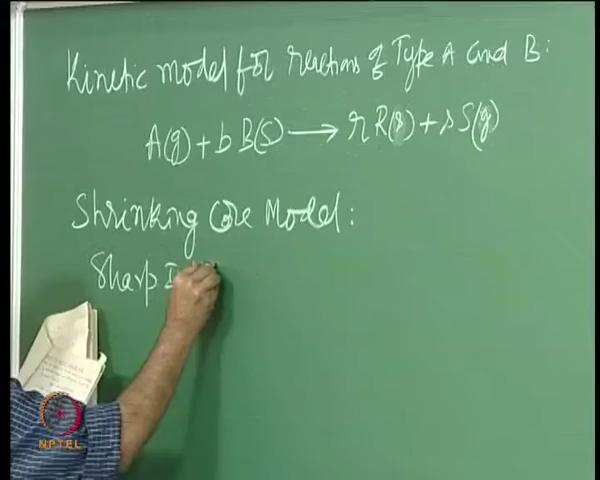 Kinetic model for reactions of Type A and B:
A(g) + b B(s) → r R(s) + s S(g)
Shrinking Core Model:
Sharp
NPTEL